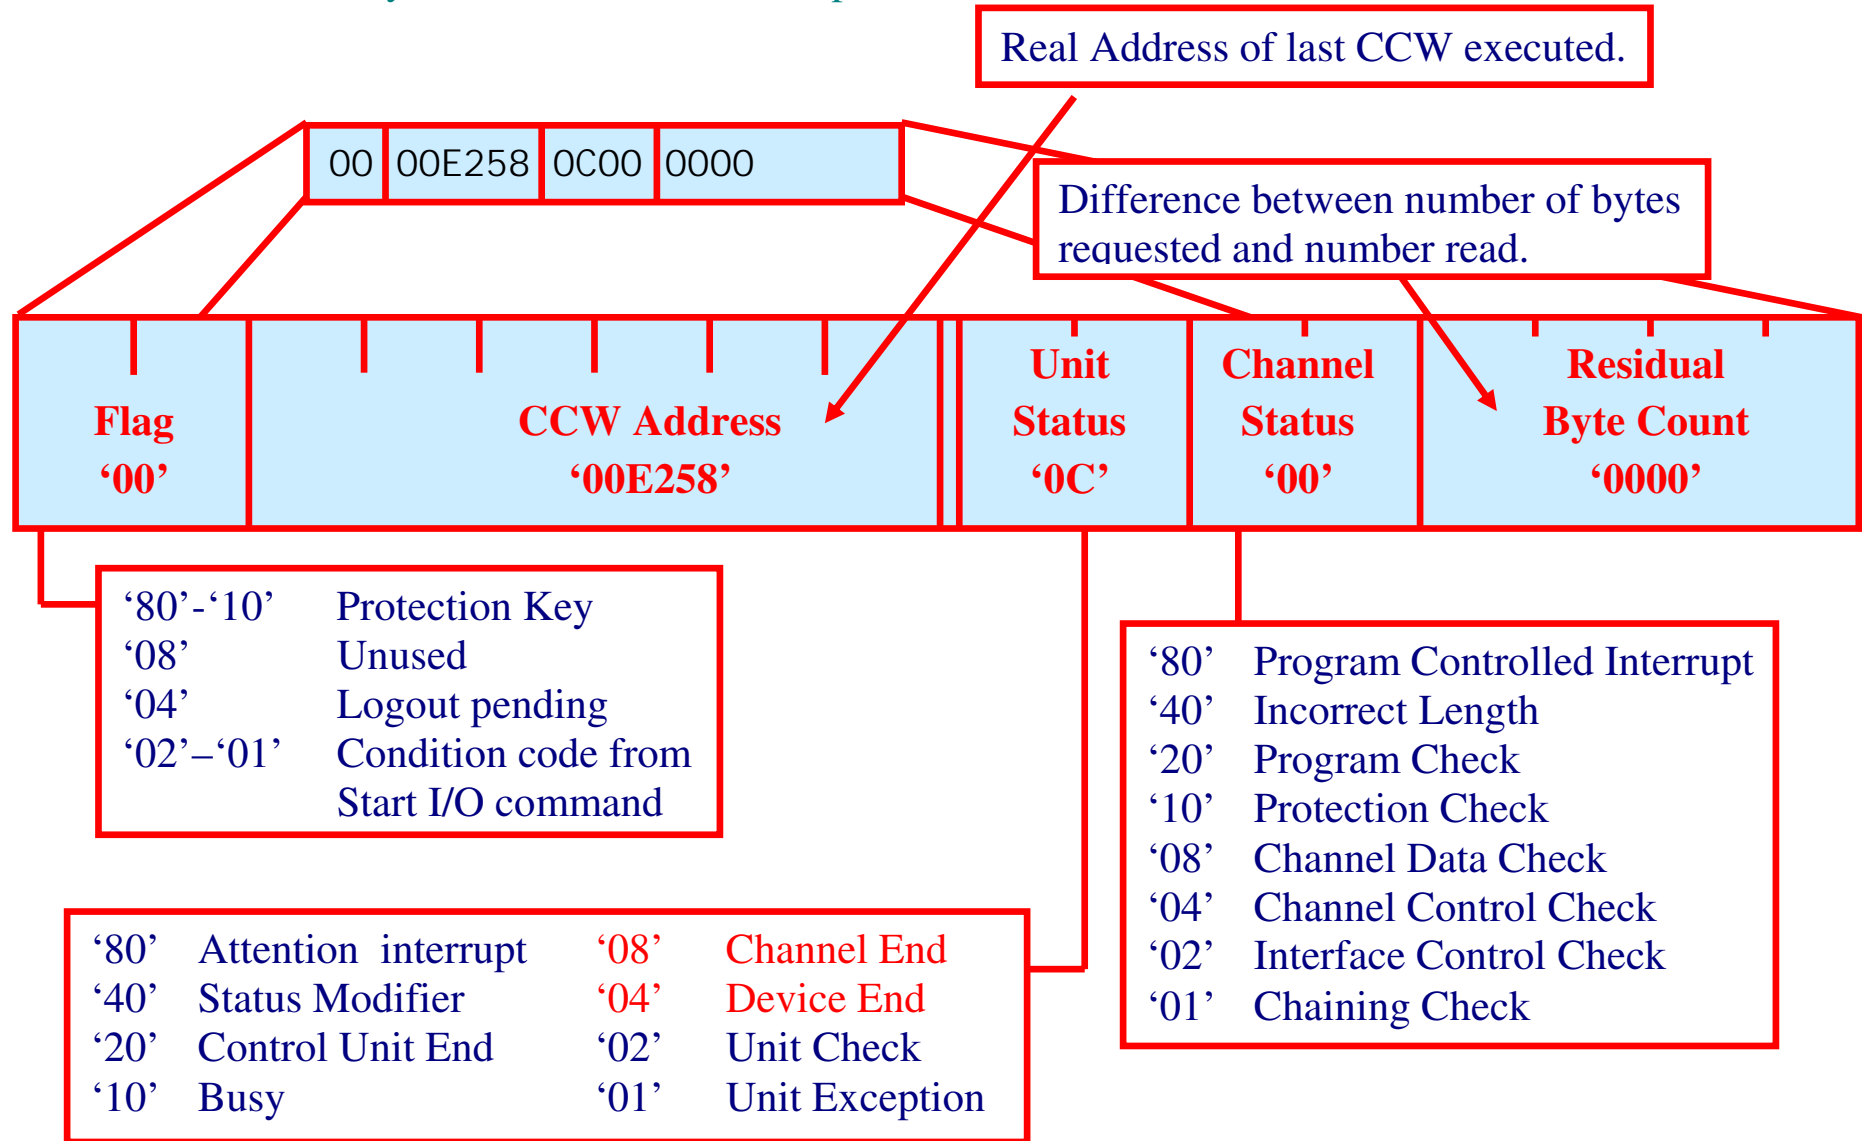 Real Address of last CCW executed.
00 00E258 0C00 0000
Difference between number of bytes
requested and number read.
Flag
‘00’
CCW Address
‘00E258’
Unit
Status
‘0C’
Channel
Status
‘00’
Residual
Byte Count
‘0000’
‘80’-‘10’ Protection Key
‘08’ Unused
‘04’ Logout pending
‘02’–‘01’ Condition code from
Start I/O command
‘80’ Program Controlled Interrupt
‘40’ Incorrect Length
‘20’ Program Check
‘10’ Protection Check
‘08’ Channel Data Check
‘04’ Channel Control Check
‘02’ Interface Control Check
‘01’ Chaining Check
‘80’ Attention interrupt ‘08’ Channel End
‘40’ Status Modifier ‘04’ Device End
‘20’ Control Unit End ‘02’ Unit Check
‘10’ Busy ‘01’ Unit Exception